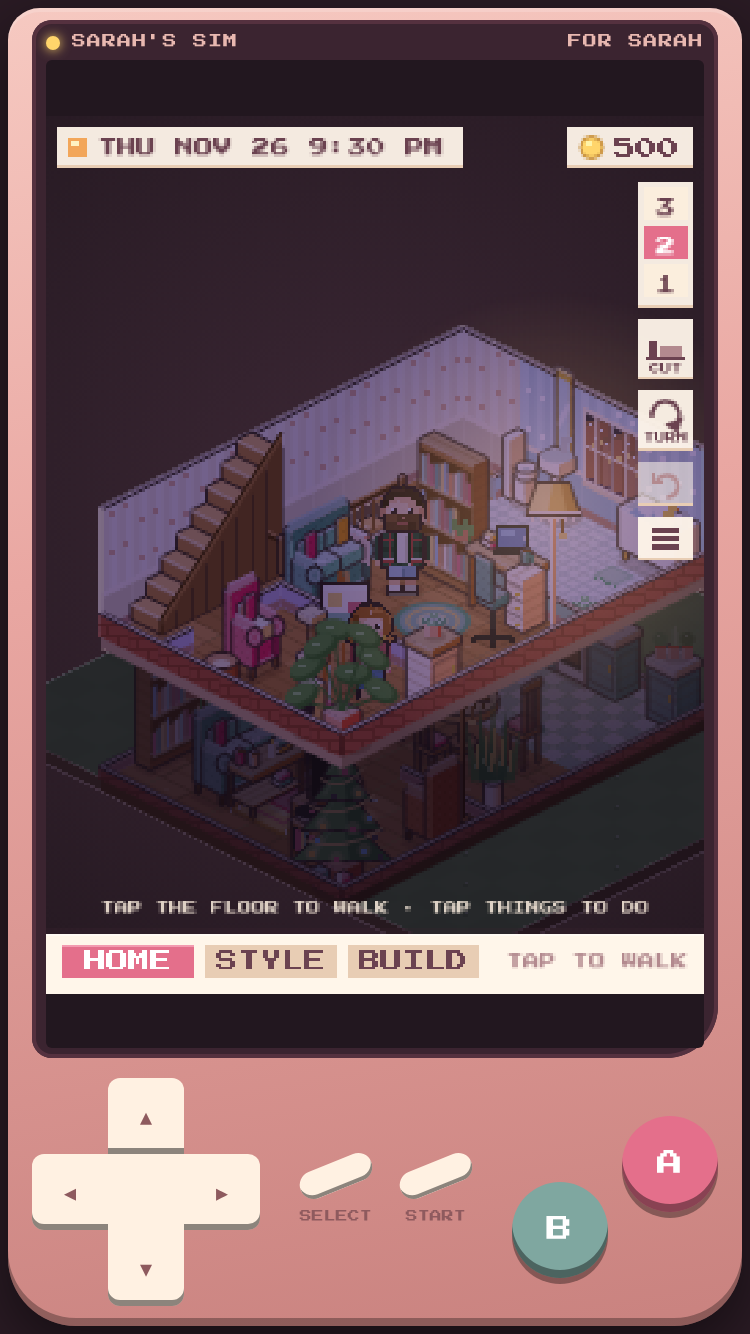 SARAH'S SIM
FOR SARAH
THU NOV 26 9:30 PM
500
3
2
1
CUT
TURN
TAP THE FLOOR TO WALK · TAP THINGS TO DO
HOME
STYLE
BUILD
TAP TO WALK
A
B
SELECT
START